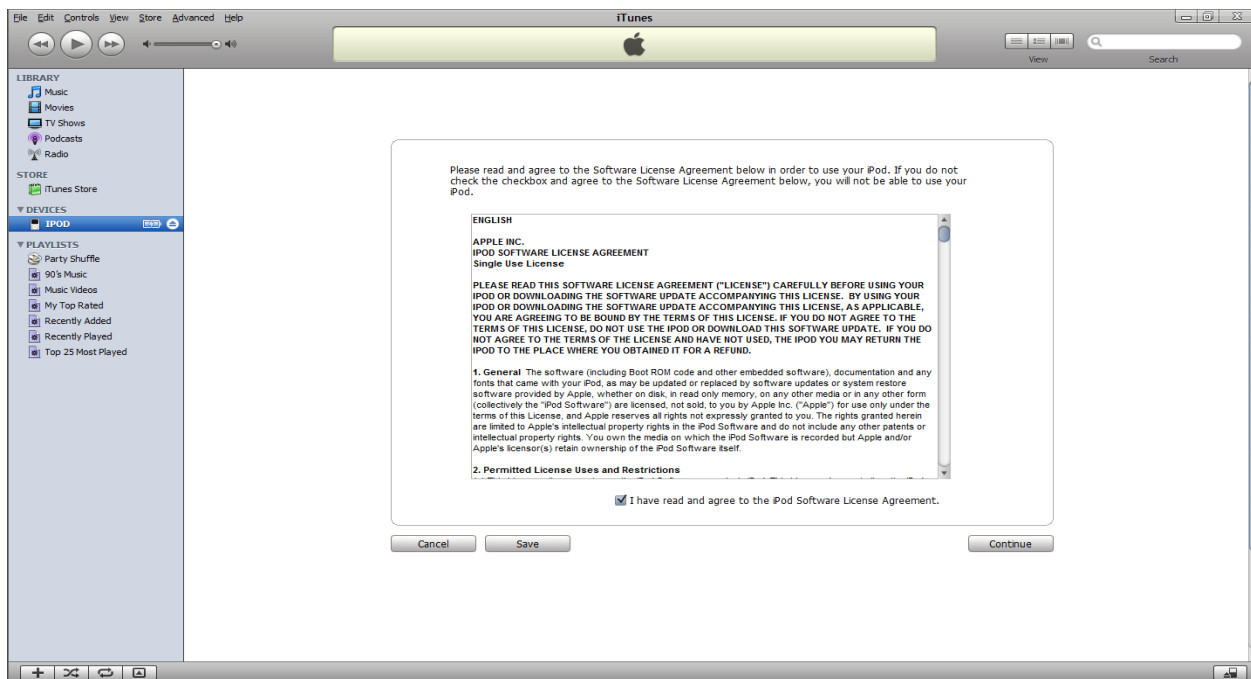 File Edit Controls View Store Advanced Help
iTunes
View
Search
LIBRARY
Music
Movies
TV Shows
Podcasts
Radio
STORE
iTunes Store
DEVICES
IPOD
PLAYLISTS
Party Shuffle
90's Music
Music Videos
My Top Rated
Recently Added
Recently Played
Top 25 Most Played
Please read and agree to the Software License Agreement below in order to use your iPod. If you do not
check the checkbox and agree to the Software License Agreement below, you will not be able to use your
iPod.
ENGLISH
APPLE INC.
IPOD SOFTWARE LICENSE AGREEMENT
Single Use License
PLEASE READ THIS SOFTWARE LICENSE AGREEMENT ("LICENSE") CAREFULLY BEFORE USING YOUR
IPOD OR DOWNLOADING THE SOFTWARE UPDATE ACCOMPANYING THIS LICENSE. BY USING YOUR
IPOD OR DOWNLOADING THE SOFTWARE UPDATE ACCOMPANYING THIS LICENSE, AS APPLICABLE,
YOU ARE AGREEING TO BE BOUND BY THE TERMS OF THIS LICENSE. IF YOU DO NOT AGREE TO THE
TERMS OF THIS LICENSE, DO NOT USE THE IPOD OR DOWNLOAD THIS SOFTWARE UPDATE. IF YOU DO
NOT AGREE TO THE TERMS OF THE LICENSE AND HAVE NOT USED, THE IPOD YOU MAY RETURN THE
IPOD TO THE PLACE WHERE YOU OBTAINED IT FOR A REFUND.
1. General The software (including Boot ROM code and other embedded software), documentation and any
fonts that came with your iPod, as may be updated or replaced by software updates or system restore
software provided by Apple, whether on disk, in read only memory, on any other media or in any other form
(collectively the "iPod Software") are licensed, not sold, to you by Apple Inc. ("Apple") for use only under the
terms of this License, and Apple reserves all rights not expressly granted to you. The rights granted herein
are limited to Apple's intellectual property rights in the iPod Software and do not include any other patents or
intellectual property rights. You own the media on which the iPod Software is recorded but Apple and/or
Apple's licensor(s) retain ownership of the iPod Software itself.
2. Permitted License Uses and Restrictions
I have read and agree to the iPod Software License Agreement.
Cancel
Save
Continue